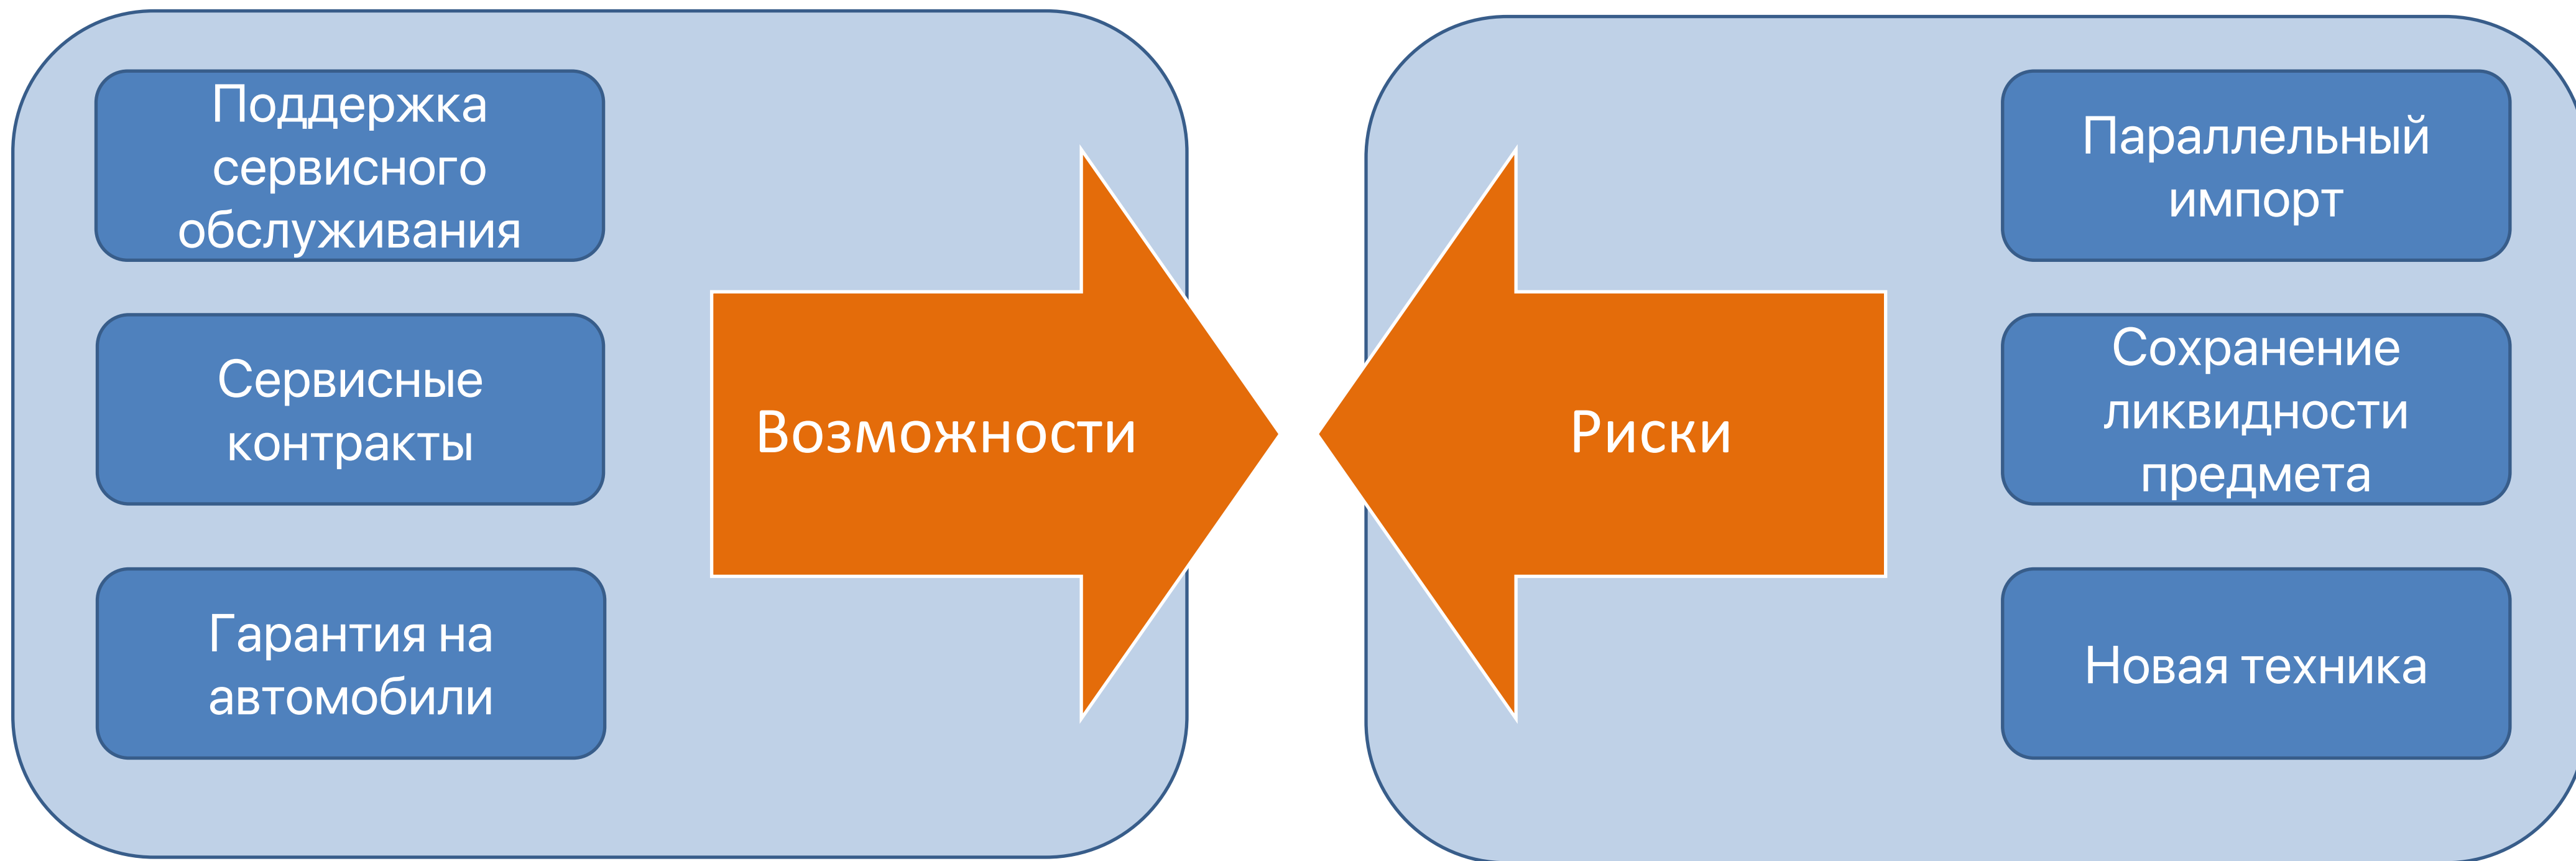 Поддержка
сервисного
обслуживания
Сервисные
контракты
Гарантия на
автомобили
Возможности
Риски
Параллельный
импорт
Сохранение
ликвидности
предмета
Новая техника